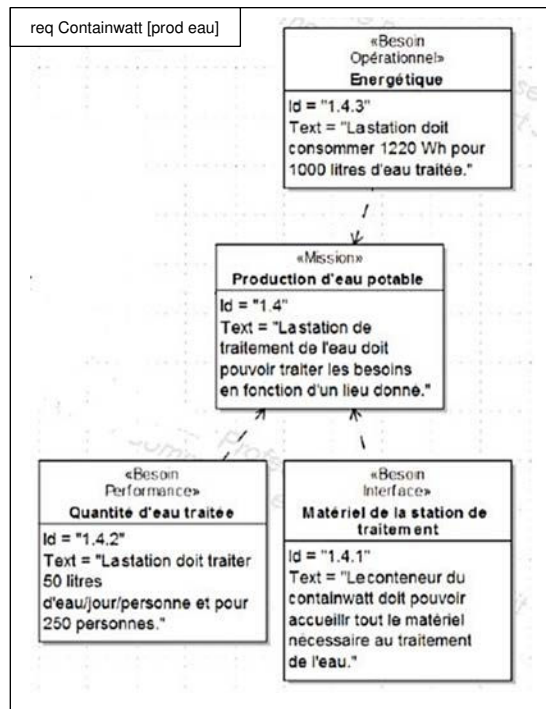 req Containwatt [prod eau]
«Besoin
Opérationnel»
Energétique
Id = "1.4.3"
Text = "La station doit
consommer 1220 Wh pour
1000 litres d'eau traitée."
«Mission»
Production d'eau potable
Id = "1.4"
Text = "La station de
traitement de l'eau doit
pouvoir traiter les besoins
en fonction d'un lieu donné."
«Besoin
Performance»
Quantité d'eau traitée
Id = "1.4.2"
Text = "La station doit traiter
50 litres
d'eau/jour/personne et pour
250 personnes."
«Besoin
Interface»
Matériel de la station de
traitement
Id = "1.4.1"
Text = "Le conteneur du
containwatt doit pouvoir
accueillir tout le matériel
nécessaire au traitement
de l'eau."